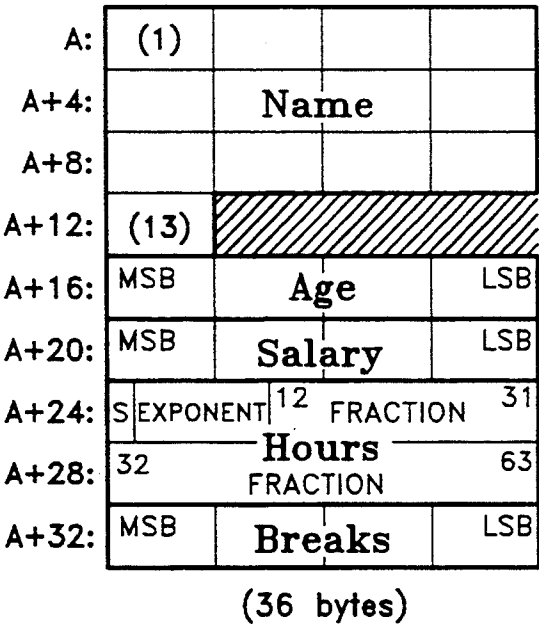 A: (1)
A+4: Name
A+8:
A+12: (13)
A+16: MSB Age LSB
A+20: MSB Salary LSB
A+24: S EXPONENT 12 FRACTION 31
Hours
A+28: 32 FRACTION 63
A+32: MSB Breaks LSB
(36 bytes)